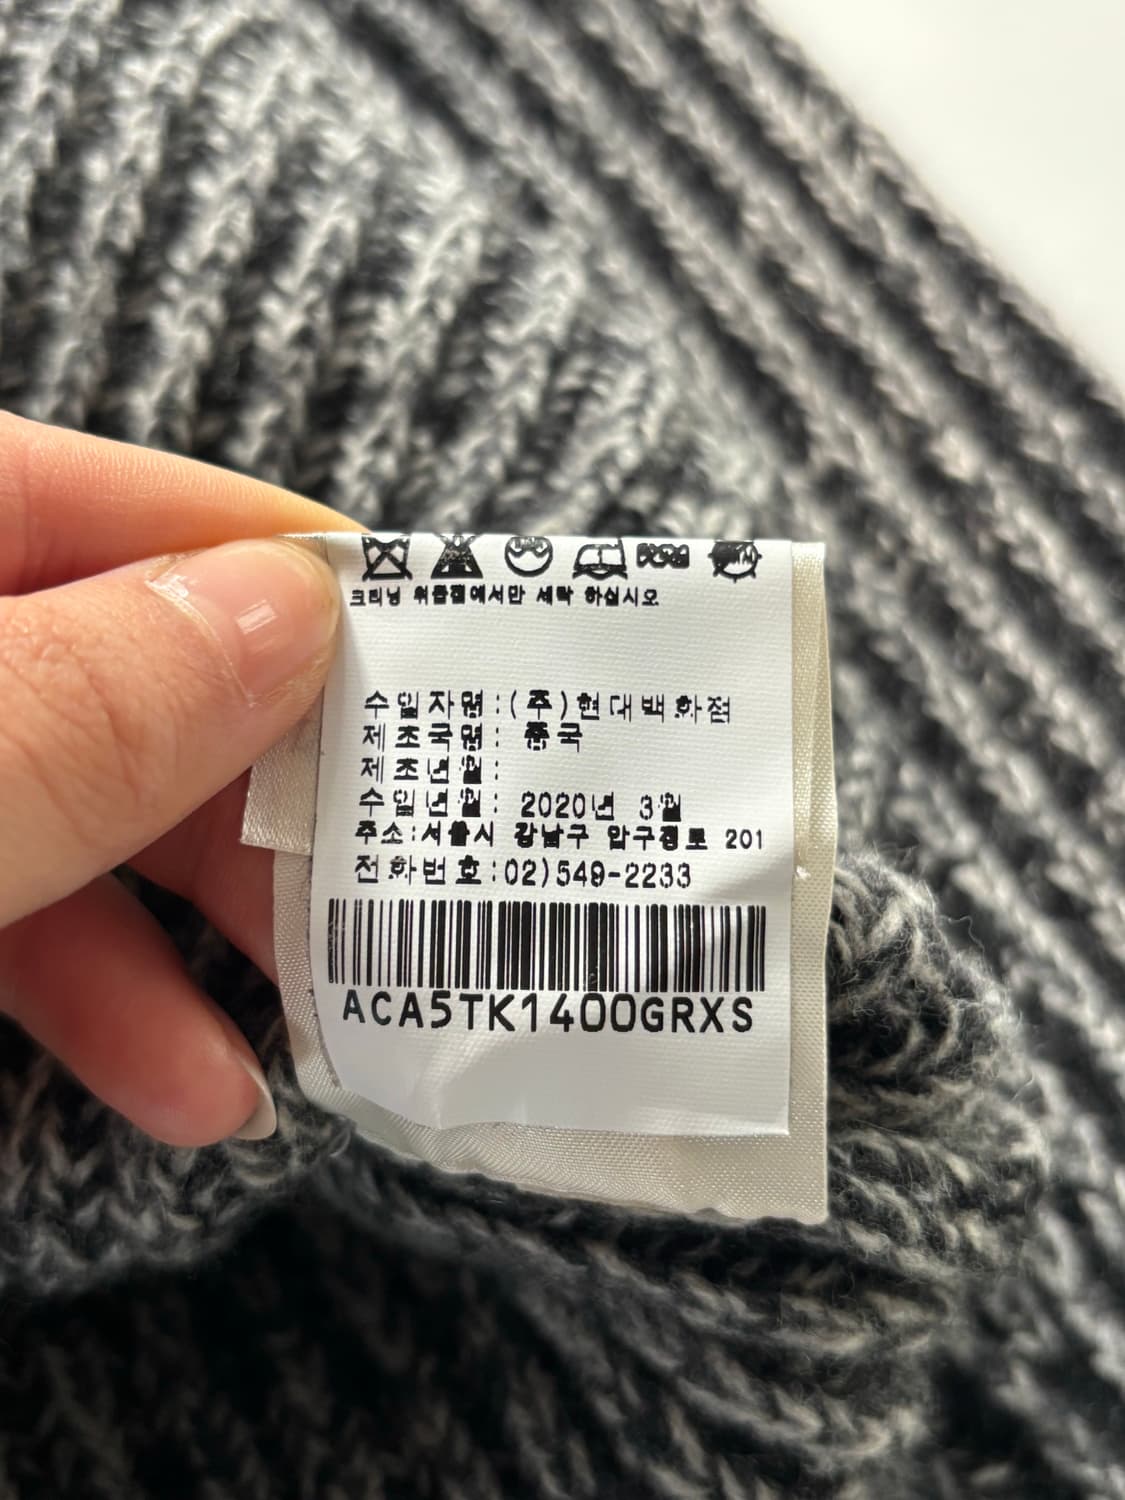 크리닝 취급점에서만 세탁 하십시오
수입자명:(주)현대백화점
제조국명: 중국
제조년월:
수입년월: 2020년 3월
주소:서울시 강남구 압구정로 201
전화번호:02)549-2233
ACA5TK1400GRXS